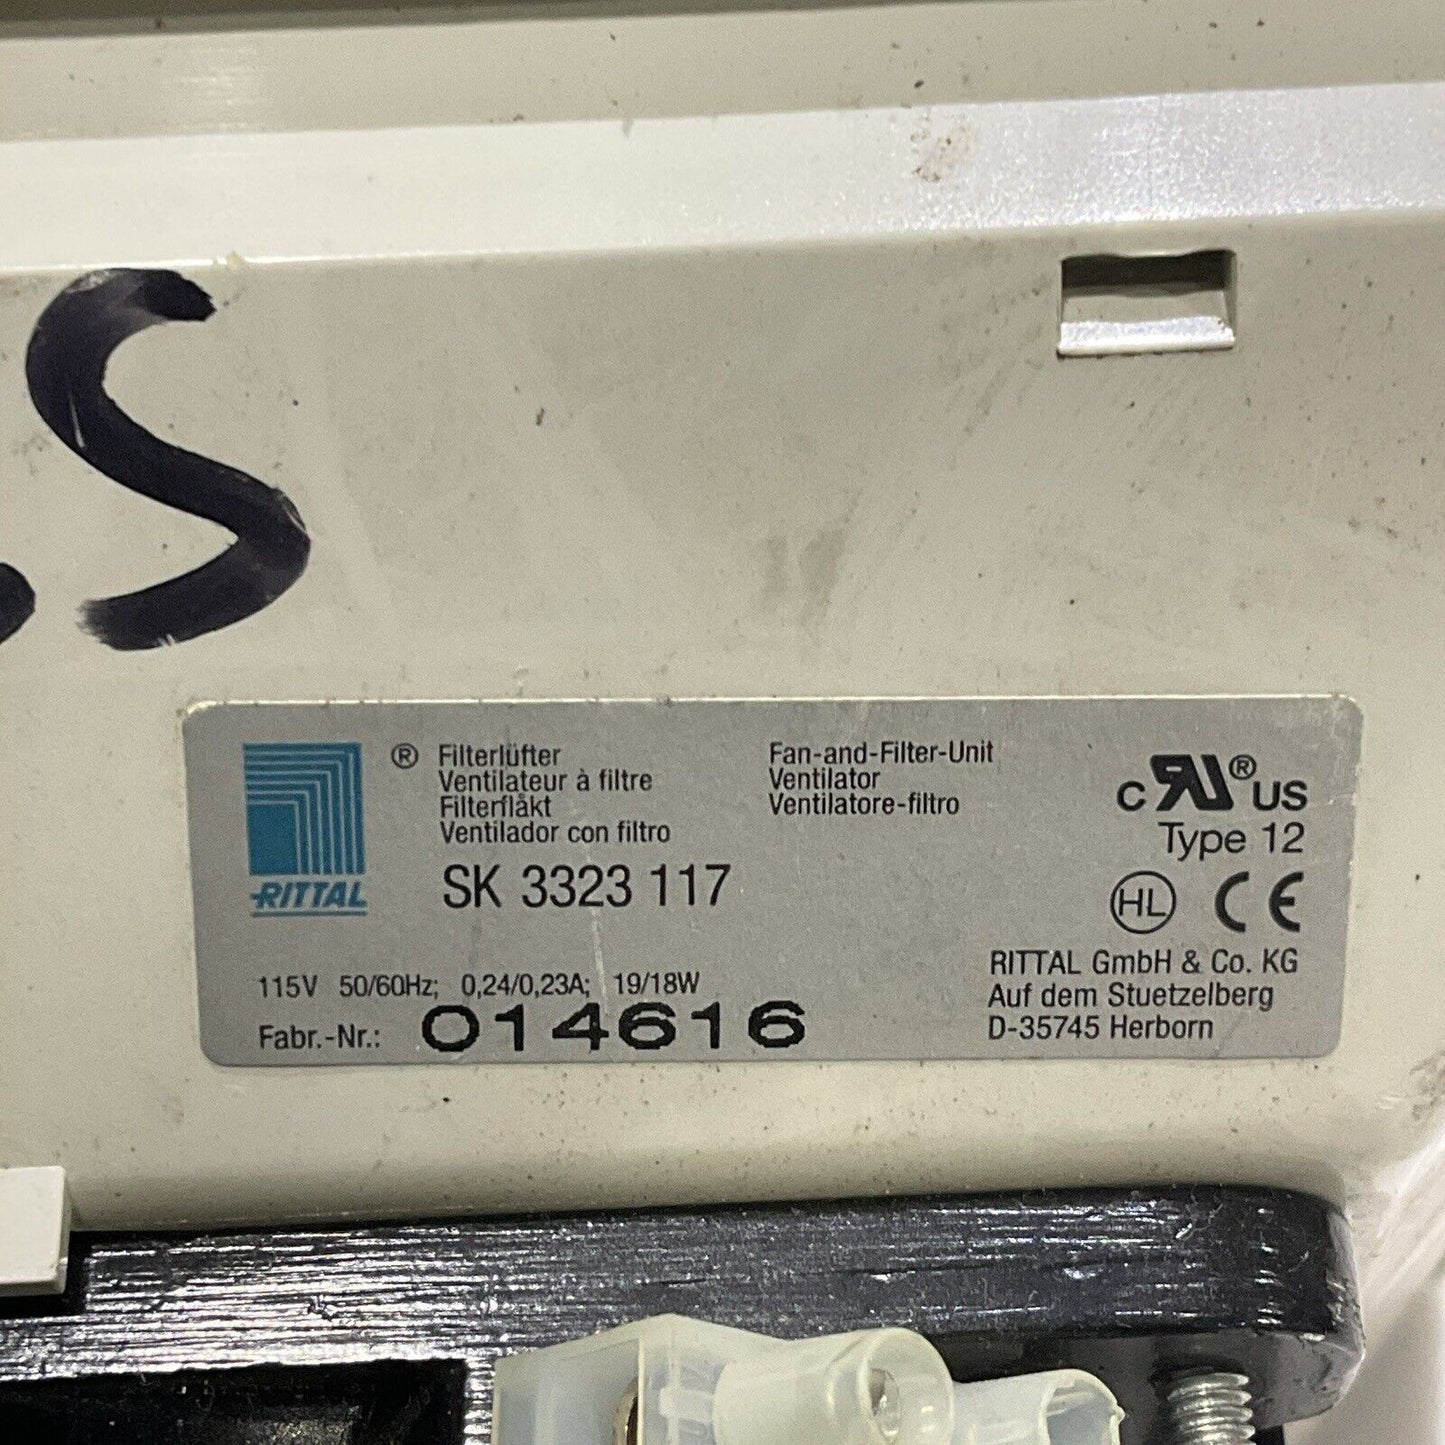 S
® Filterlüfter
Ventilateur à filtre
Filterflåkt
Ventilador con filtro
Fan-and-Filter-Unit
Ventilator
Ventilatore-filtro
RITTAL
SK 3323 117
c RU® US
Type 12
HL CE
115V 50/60Hz; 0,24/0,23A; 19/18W
Fabr.-Nr.: 014616
RITTAL GmbH & Co. KG
Auf dem Stuetzelberg
D-35745 Herborn